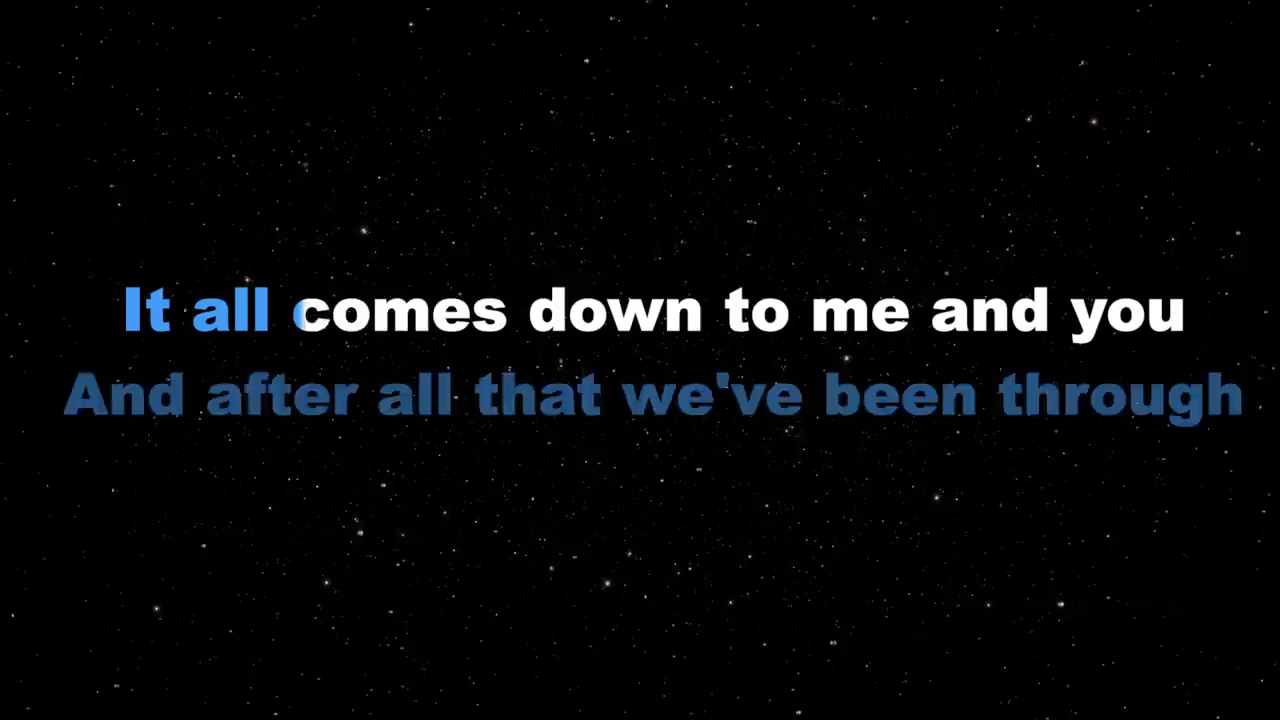 It all comes down to me and you
And after all that we've been through